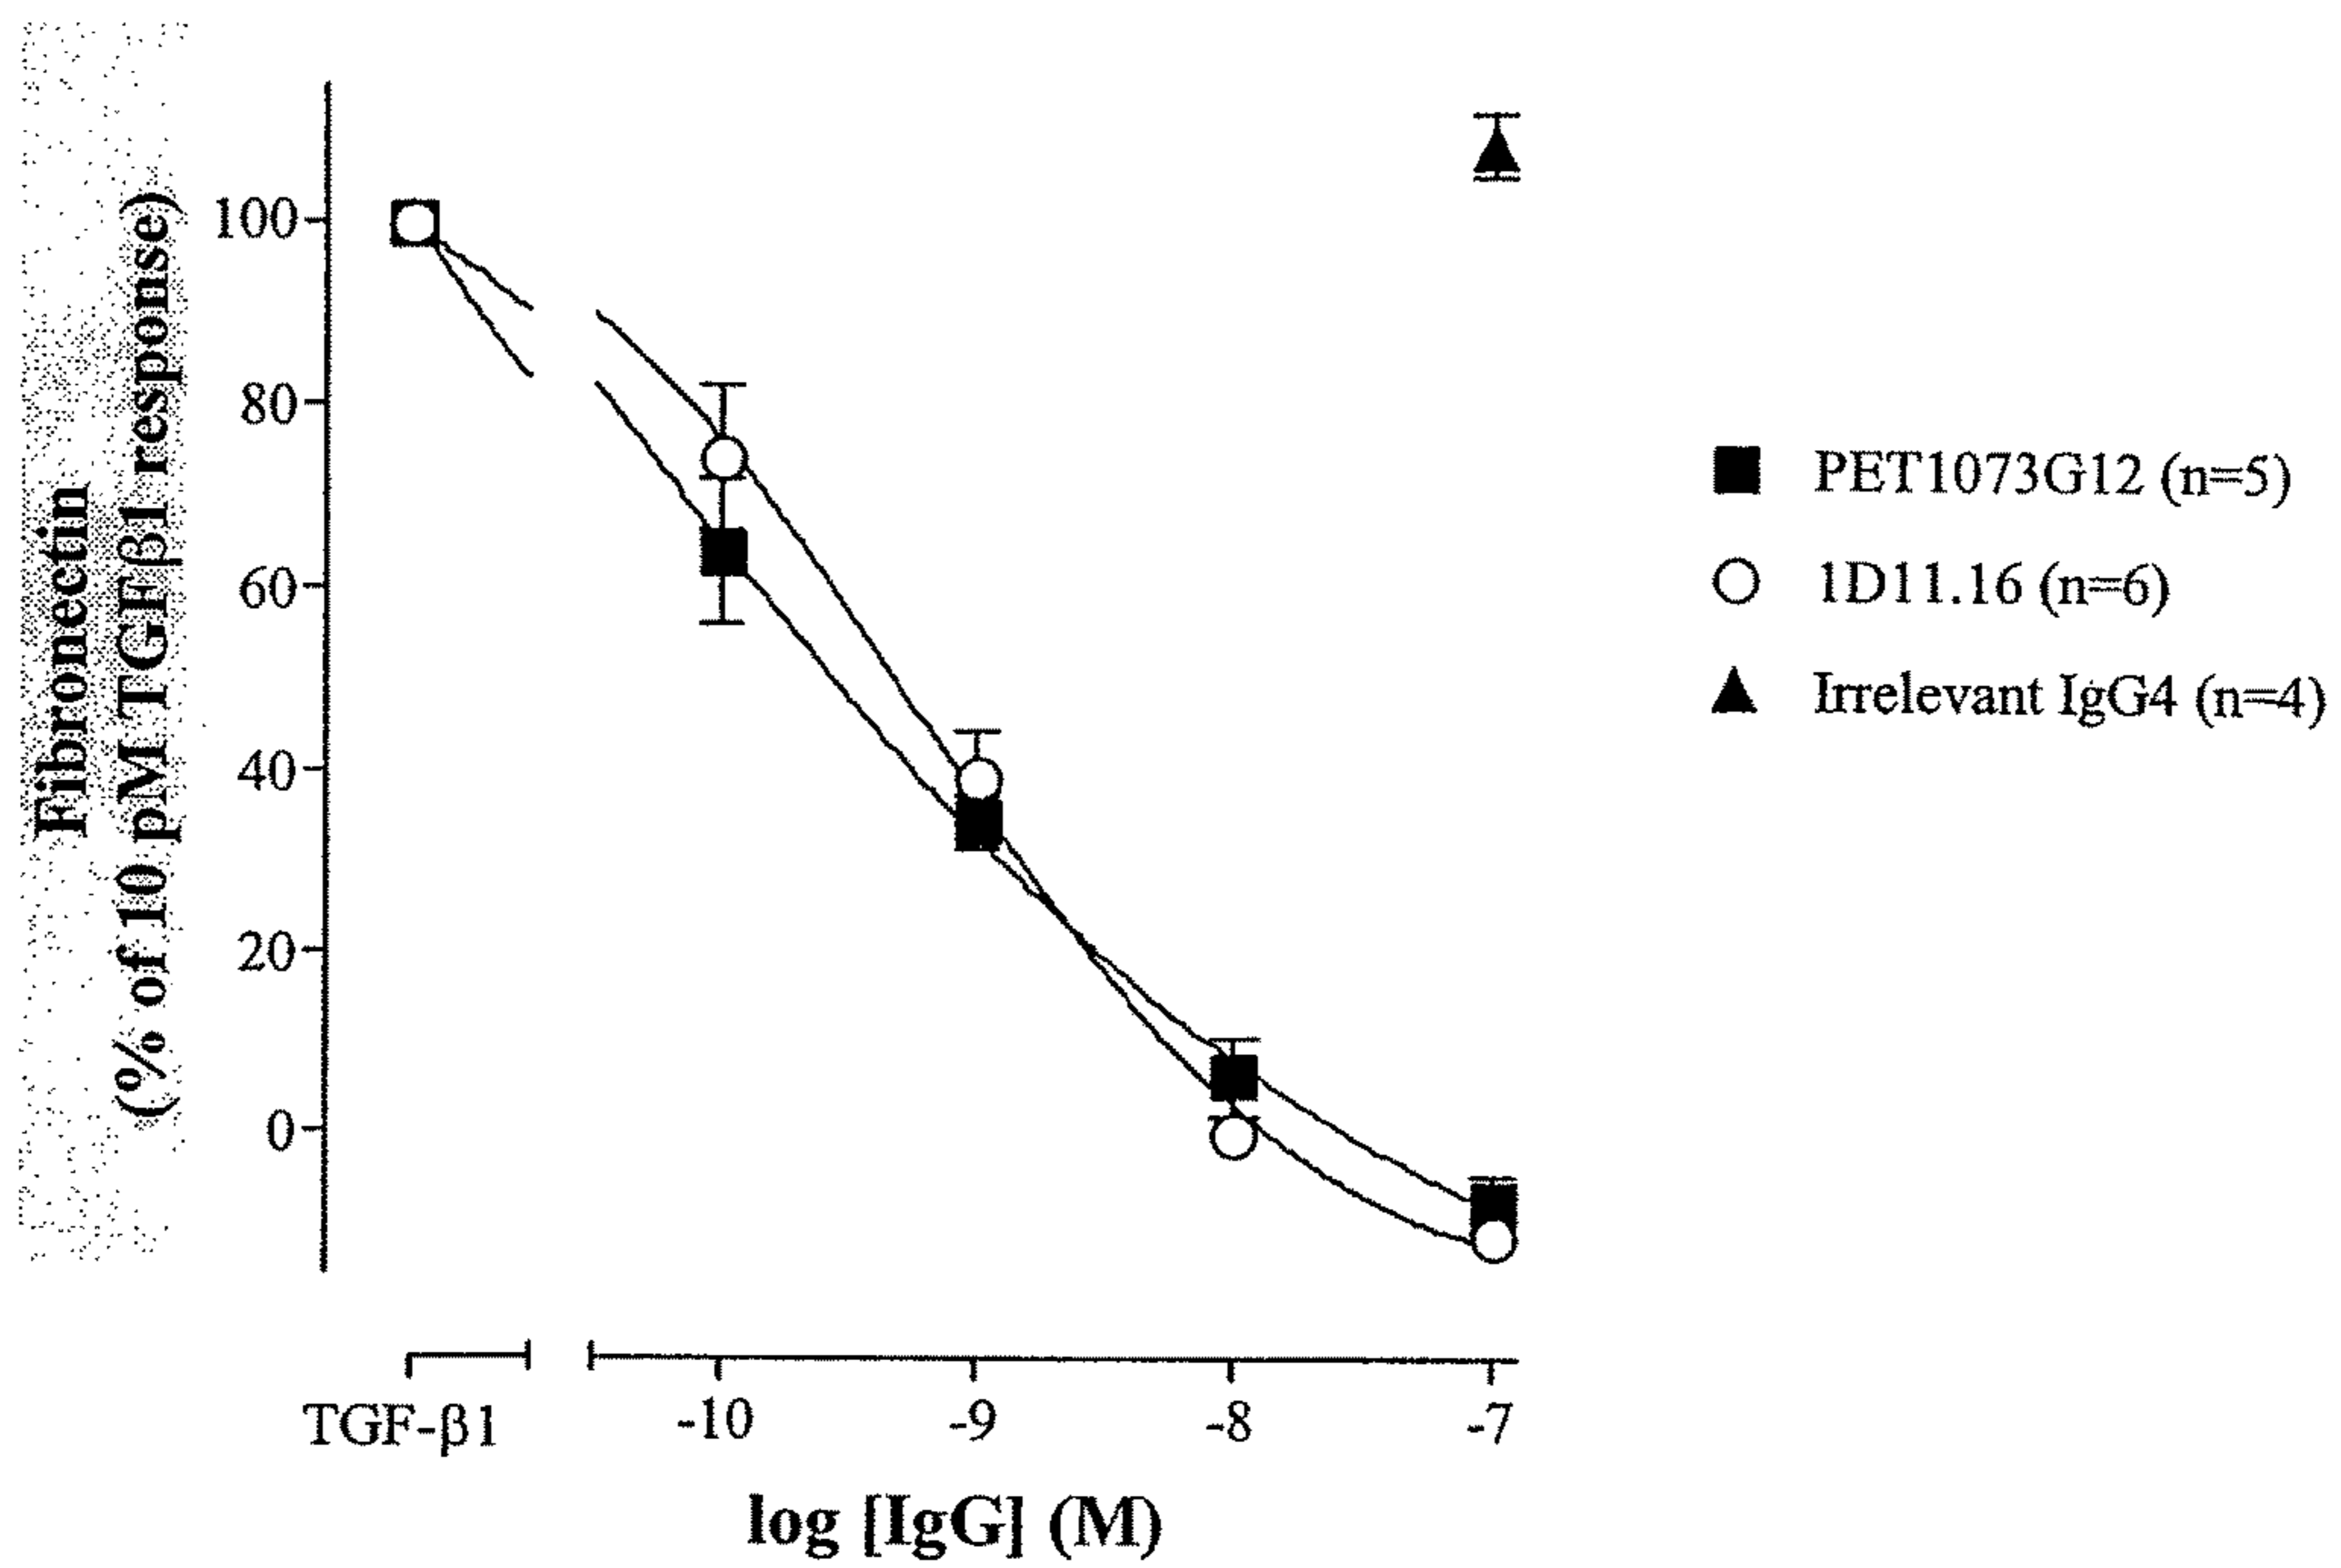 Fibronectin
(% of 10 pM TGFβ1 response)
100
80
60
40
20
0
TGF-β1
-10
-9
-8
-7
log [IgG] (M)
PET1073G12 (n=5)
1D11.16 (n=6)
Irrelevant IgG4 (n=4)